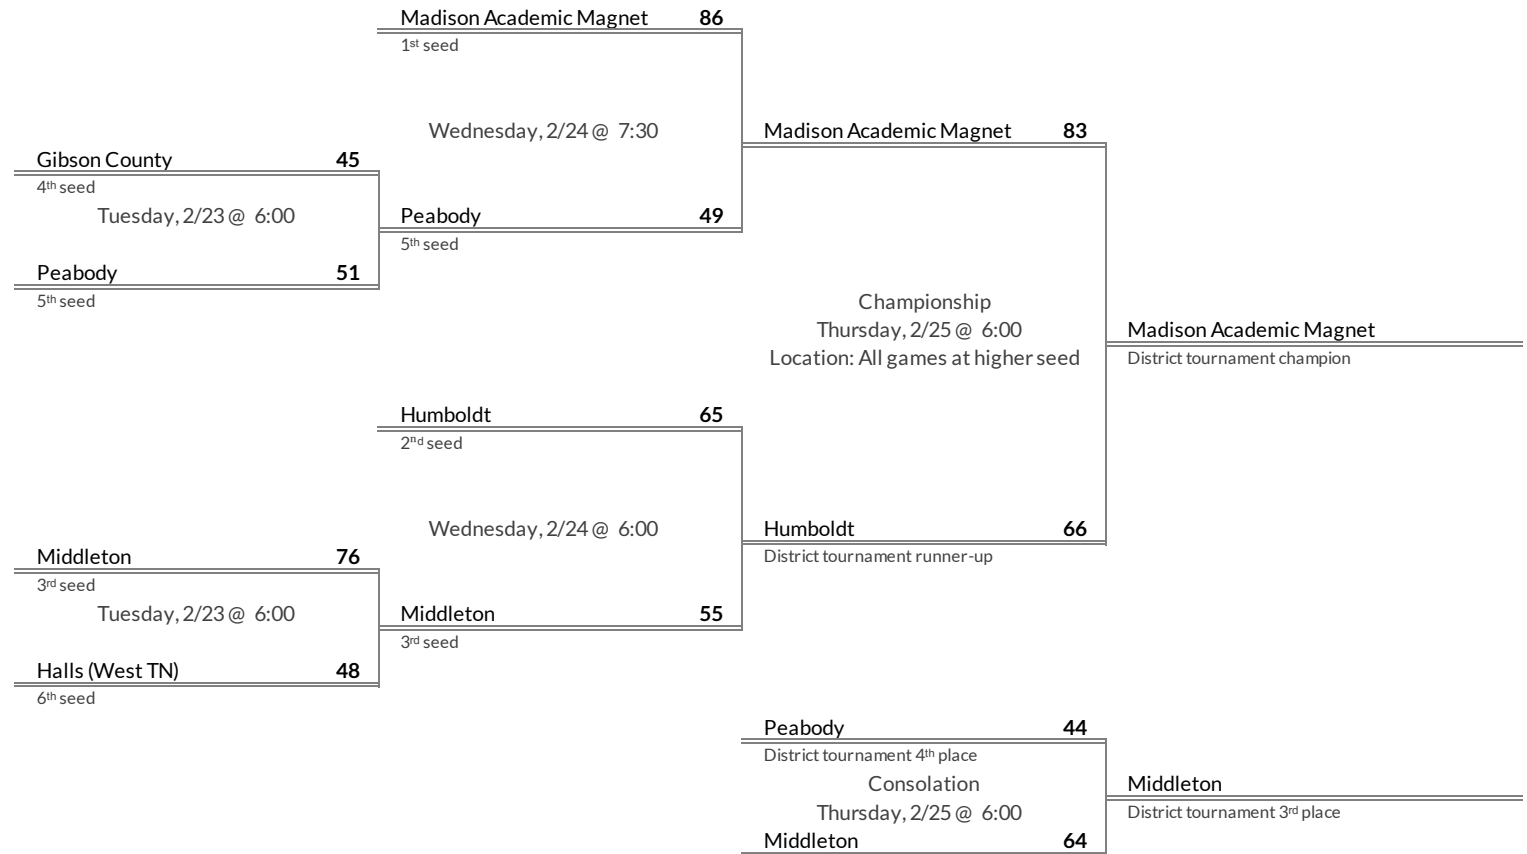 Madison Academic Magnet 86
1st seed
Wednesday, 2/24 @ 7:30
Madison Academic Magnet 83
Gibson County 45
4th seed
Tuesday, 2/23 @ 6:00
Peabody 49
5th seed
Peabody 51
5th seed
Championship
Thursday, 2/25 @ 6:00
Location: All games at higher seed
Madison Academic Magnet
District tournament champion
Humboldt 65
2nd seed
Wednesday, 2/24 @ 6:00
Humboldt 66
District tournament runner-up
Middleton 76
3rd seed
Tuesday, 2/23 @ 6:00
Middleton 55
3rd seed
Halls (West TN) 48
6th seed
Peabody 44
District tournament 4th place
Consolation
Thursday, 2/25 @ 6:00
Middleton
District tournament 3rd place
Middleton 64